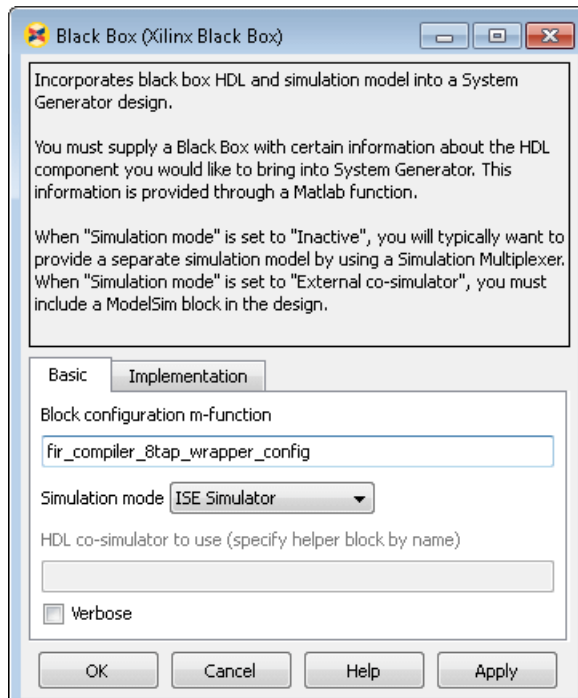 Black Box (Xilinx Black Box)
Incorporates black box HDL and simulation model into a System
Generator design.
You must supply a Black Box with certain information about the HDL
component you would like to bring into System Generator. This
information is provided through a Matlab function.
When "Simulation mode" is set to "Inactive", you will typically want to
provide a separate simulation model by using a Simulation Multiplexer.
When "Simulation mode" is set to "External co-simulator", you must
include a ModelSim block in the design.
Basic Implementation
Block configuration m-function
fir_compiler_8tap_wrapper_config
Simulation mode ISE Simulator
HDL co-simulator to use (specify helper block by name)
Verbose
OK Cancel Help Apply